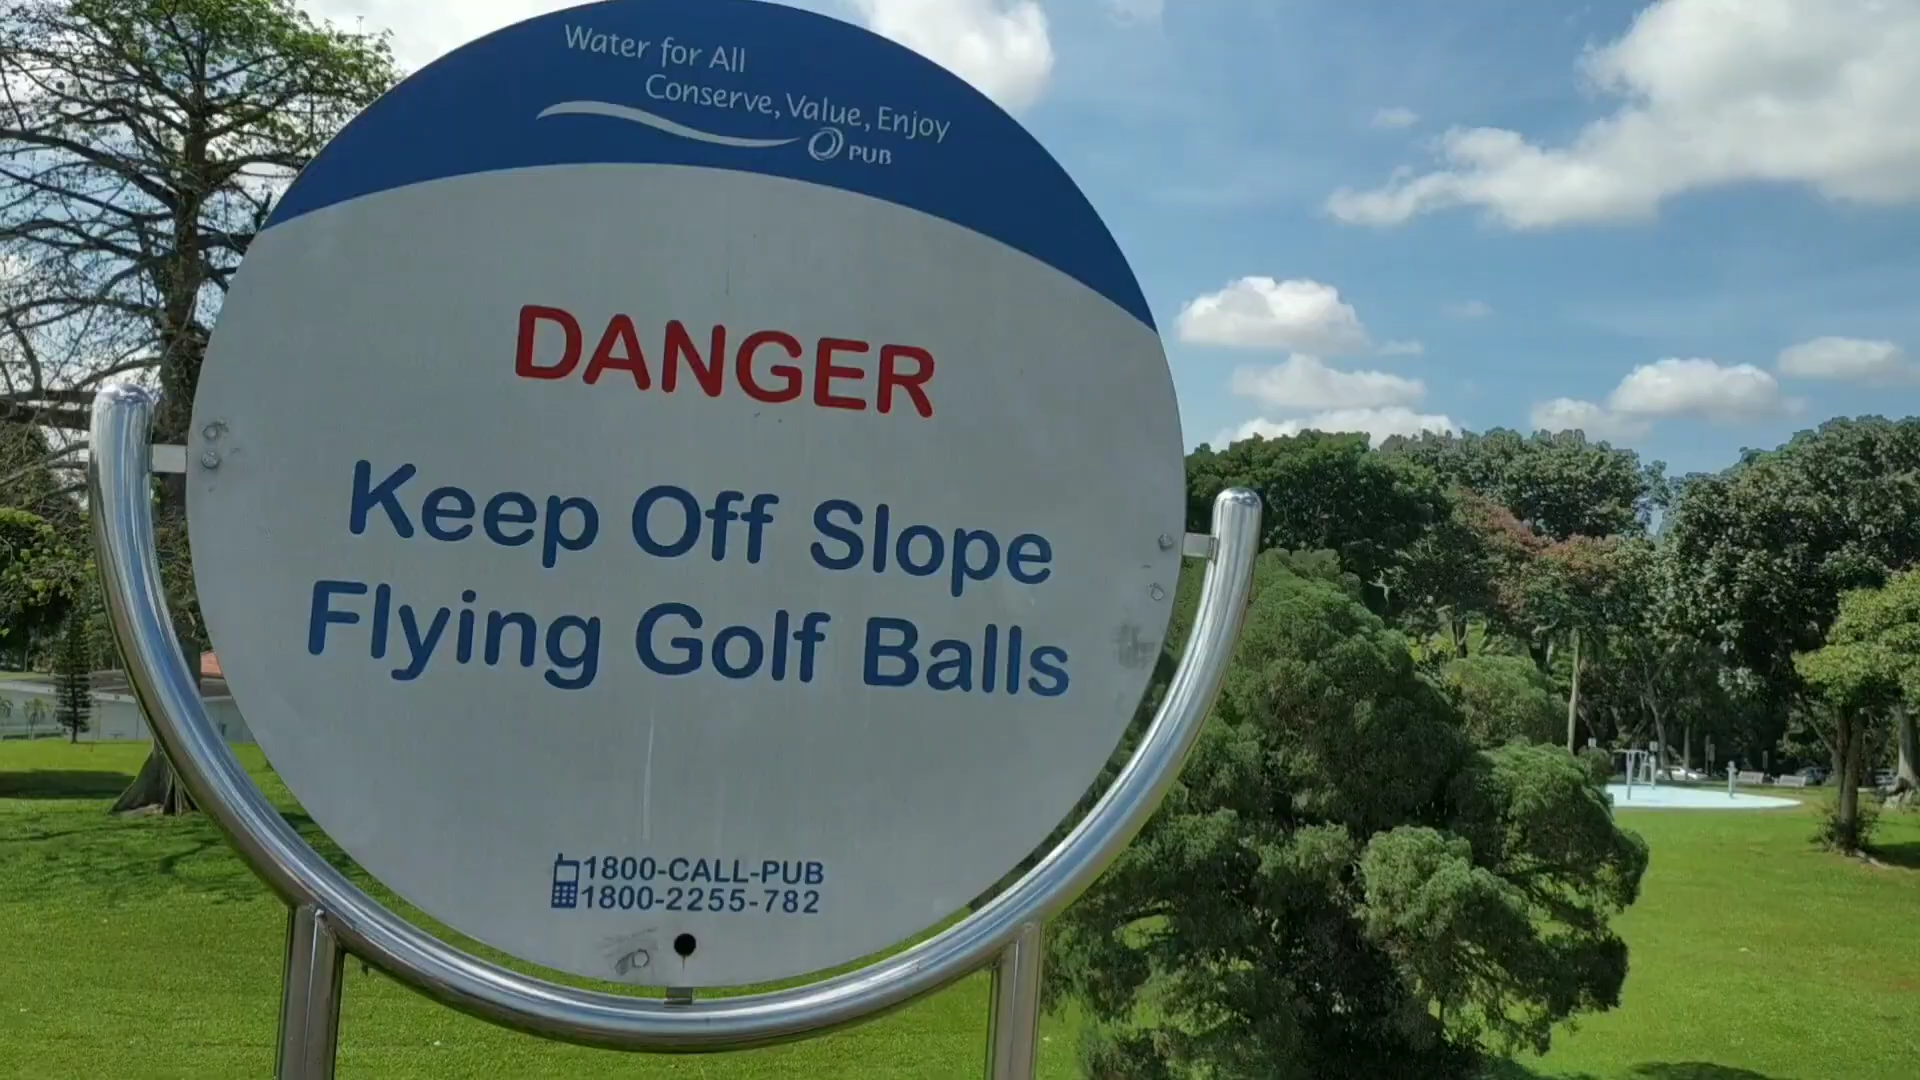 Water for All
Conserve, Value, Enjoy
PUB
DANGER
Keep Off Slope
Flying Golf Balls
1800-CALL-PUB
1800-2255-782